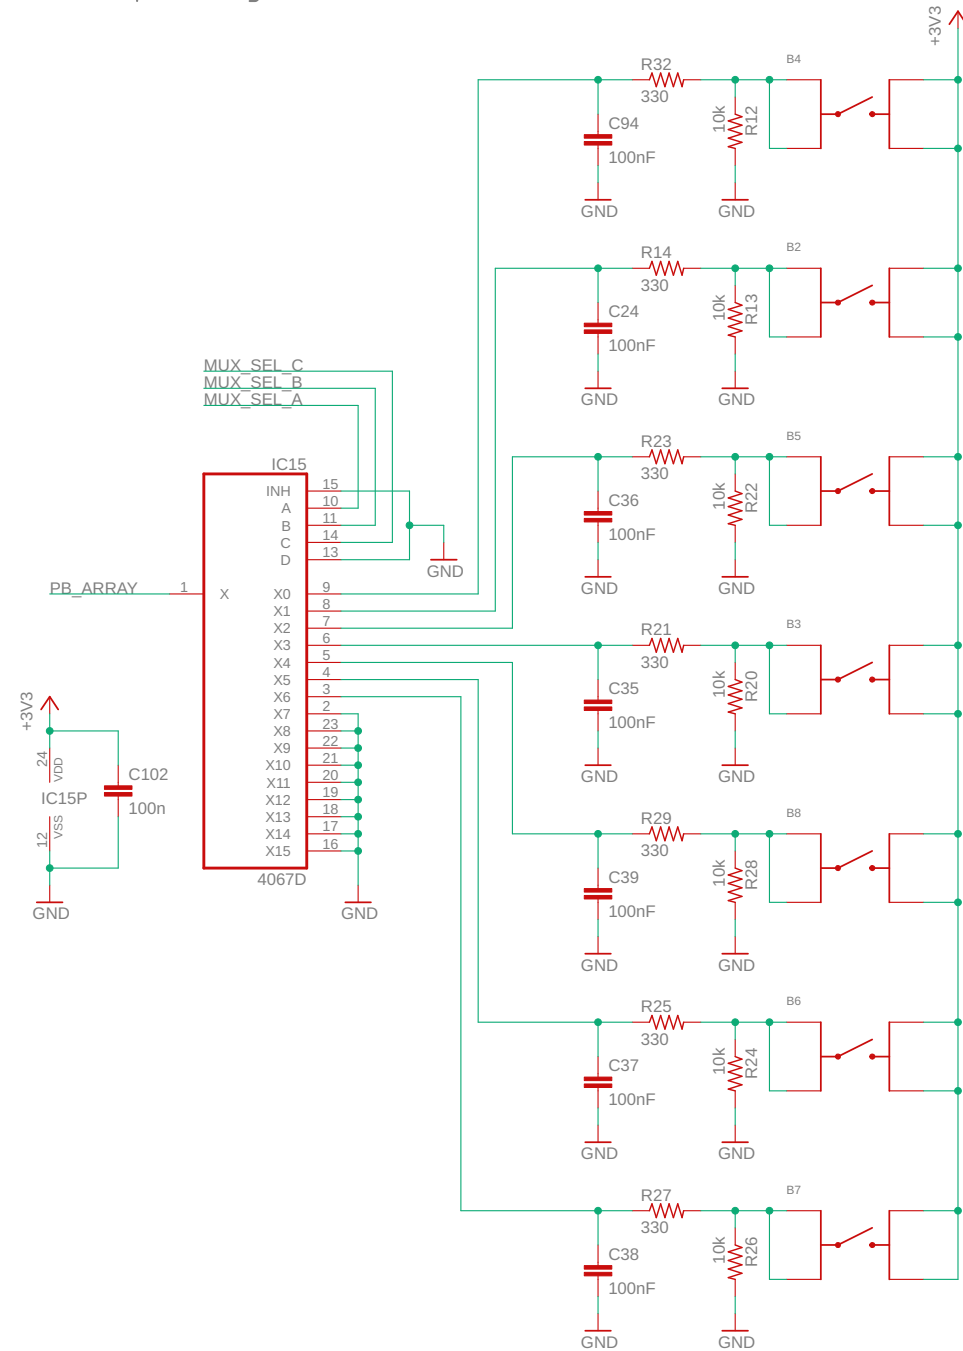 +3V3
B4
R32
330
10k
R12
C94
100nF
GND
GND
B2
R14
330
10k
R13
C24
100nF
GND
GND
MUX_SEL_C
MUX_SEL_B
MUX_SEL_A
B5
R23
330
10k
R22
C36
100nF
GND
GND
IC15
INH 15
A 10
B 11
C 14
D 13
GND
PB_ARRAY 1 X
X0 9
X1 8
X2 7
X3 6
X4 5
X5 4
X6 3
X7 2
X8 23
X9 22
X10 21
X11 20
X12 19
X13 18
X14 17
X15 16
4067D
GND
B3
R21
330
10k
R20
C35
100nF
GND
GND
+3V3
24
VDD
IC15P
12
VSS
C102
100n
GND
B8
R29
330
10k
R28
C39
100nF
GND
GND
B6
R25
330
10k
R24
C37
100nF
GND
GND
B7
R27
330
10k
R26
C38
100nF
GND
GND